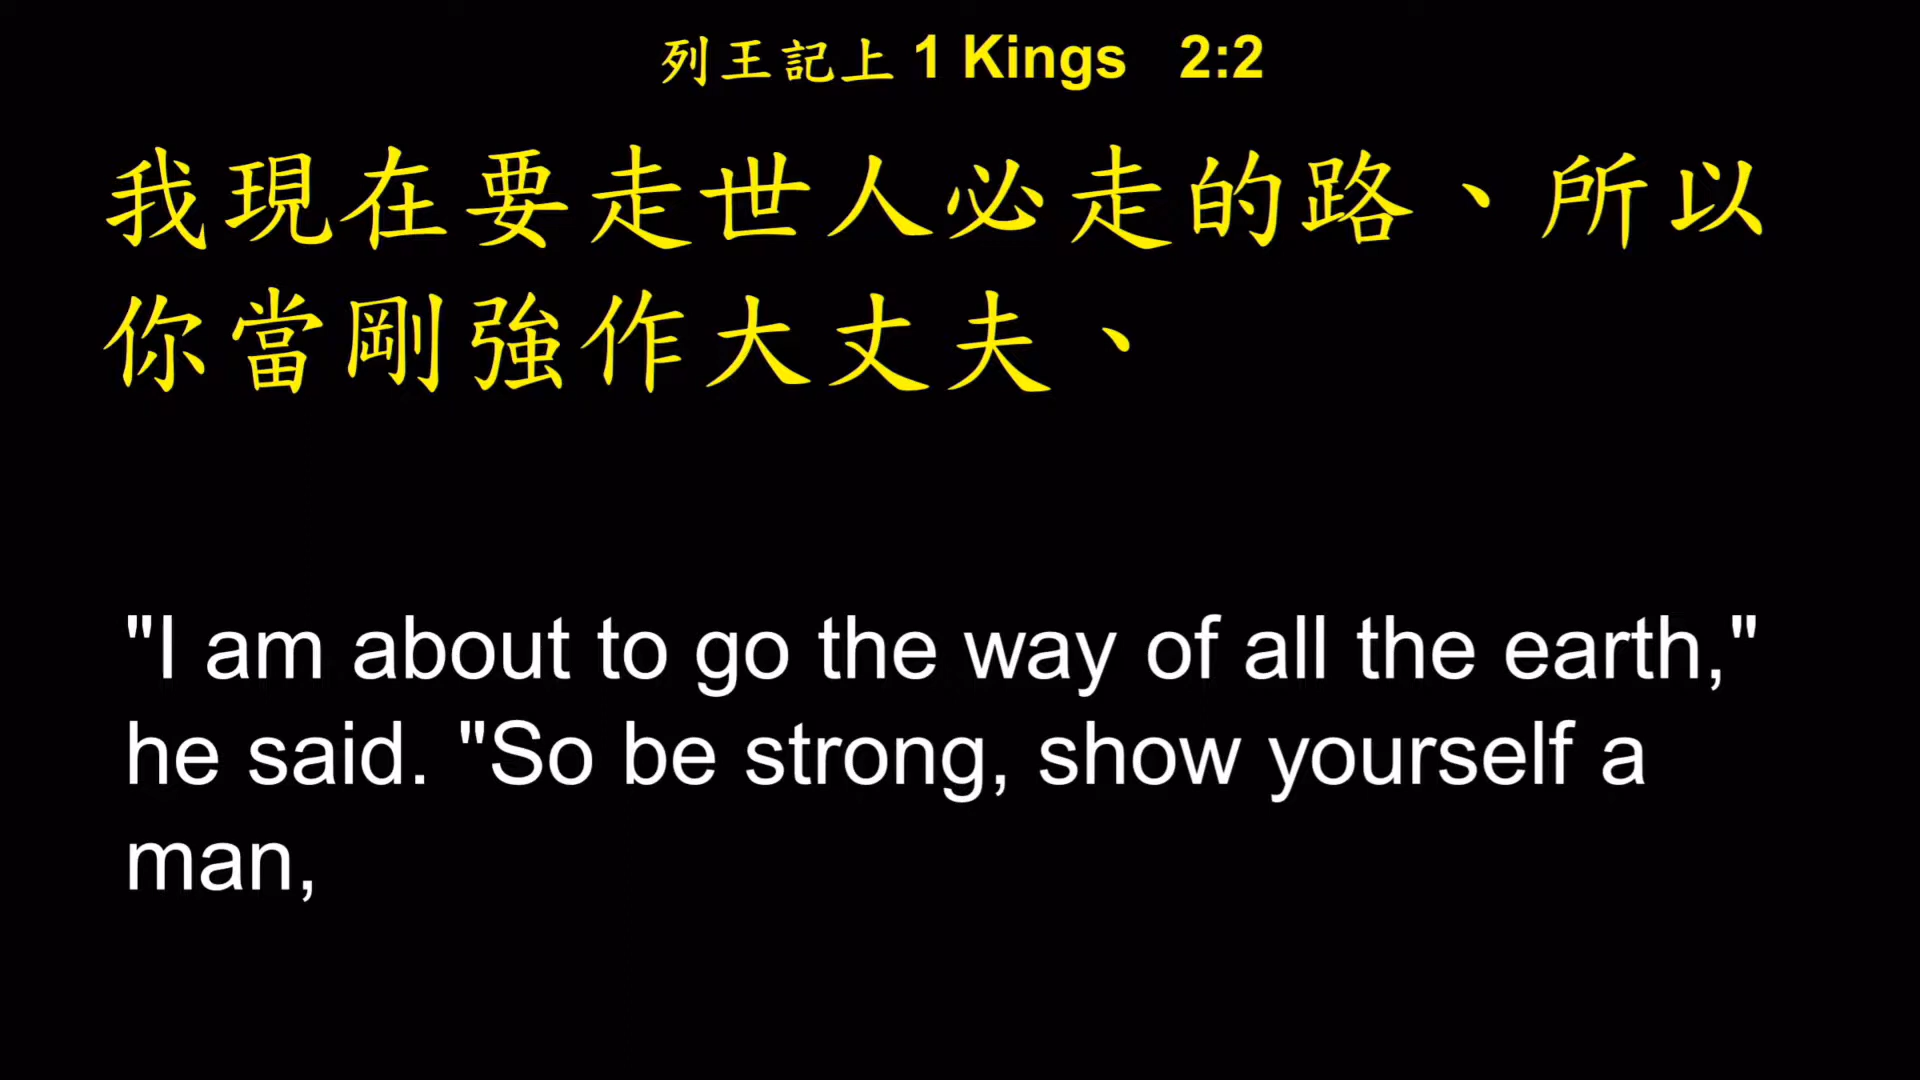 列王記上 1 Kings 2:2
我現在要走世人必走的路、所以
你當剛強作大丈夫、
"I am about to go the way of all the earth,"
he said. "So be strong, show yourself a
man,